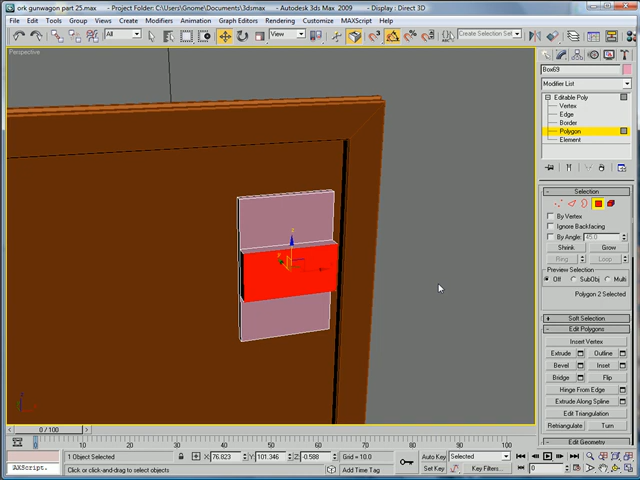 ork gunwagon part 25.max - Project Folder: C:\Users\Gnome\Documents\3dsmax - Autodesk 3ds Max 2009 - Display : Direct 3D
File Edit Tools Group Views Create Modifiers Animation Graph Editors Rendering Customize MAXScript Help
All View Create Selection Set
Perspective
Box69
Modifier List
Editable Poly
Vertex
Edge
Border
Polygon
Element
Selection
By Vertex
Ignore Backfacing
By Angle: 45.0
Shrink Grow
Ring Loop
Preview Selection
Off SubObj Multi
Polygon 2 Selected
Soft Selection
Edit Polygons
Insert Vertex
Extrude Outline
Bevel Inset
Bridge Flip
Hinge From Edge
Extrude Along Spline
Edit Triangulation
Retriangulate Turn
Edit Geometry
0 / 100
0 10 20 30 40 50 60 70 80 90 100
1 Object Selected X: 76.823 Y: 101.346 Z: -0.588 Grid = 10.0 Auto Key Selected
AXScript. Click or click-and-drag to select objects Add Time Tag Set Key Key Filters... 0